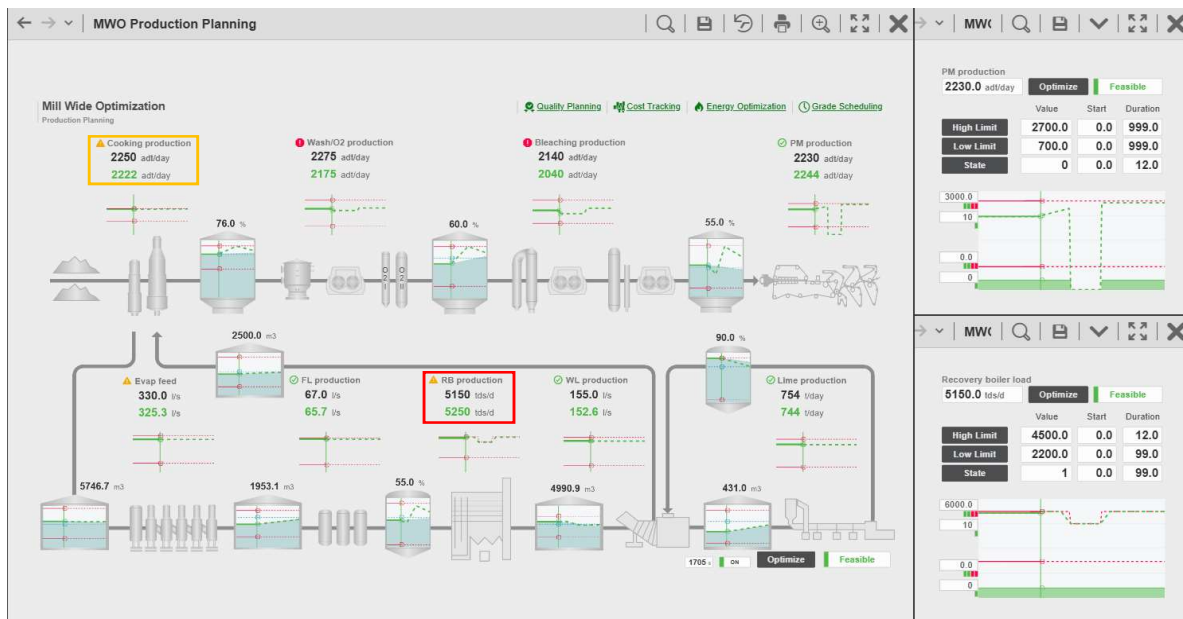 MWO Production Planning
Mill Wide Optimization
Production Planning
Quality Planning Cost Tracking Energy Optimization Grade Scheduling
Cooking production
2250 adt/day
2222 adt/day
Wash/O2 production
2275 adt/day
2175 adt/day
Bleaching production
2140 adt/day
2040 adt/day
PM production
2230 adt/day
2244 adt/day
76.0 %
60.0 %
55.0 %
2500.0 m3
90.0 %
Evap feed
330.0 l/s
325.3 l/s
FL production
67.0 l/s
65.7 l/s
RB production
5150 tds/d
5250 tds/d
WL production
155.0 l/s
152.6 l/s
Lime production
754 t/day
744 t/day
5746.7 m3
1953.1 m3
55.0 %
4990.9 m3
431.0 m3
1705 s ON Optimize Feasible
MW
PM production
2230.0 adt/day Optimize Feasible
Value Start Duration
High Limit 2700.0 0.0 999.0
Low Limit 700.0 0.0 999.0
State 0 0.0 12.0
3000.0
10
0.0
0
MW
Recovery boiler load
5150.0 tds/d Optimize Feasible
Value Start Duration
High Limit 4500.0 0.0 12.0
Low Limit 2200.0 0.0 99.0
State 1 0.0 99.0
6000.0
10
0.0
0